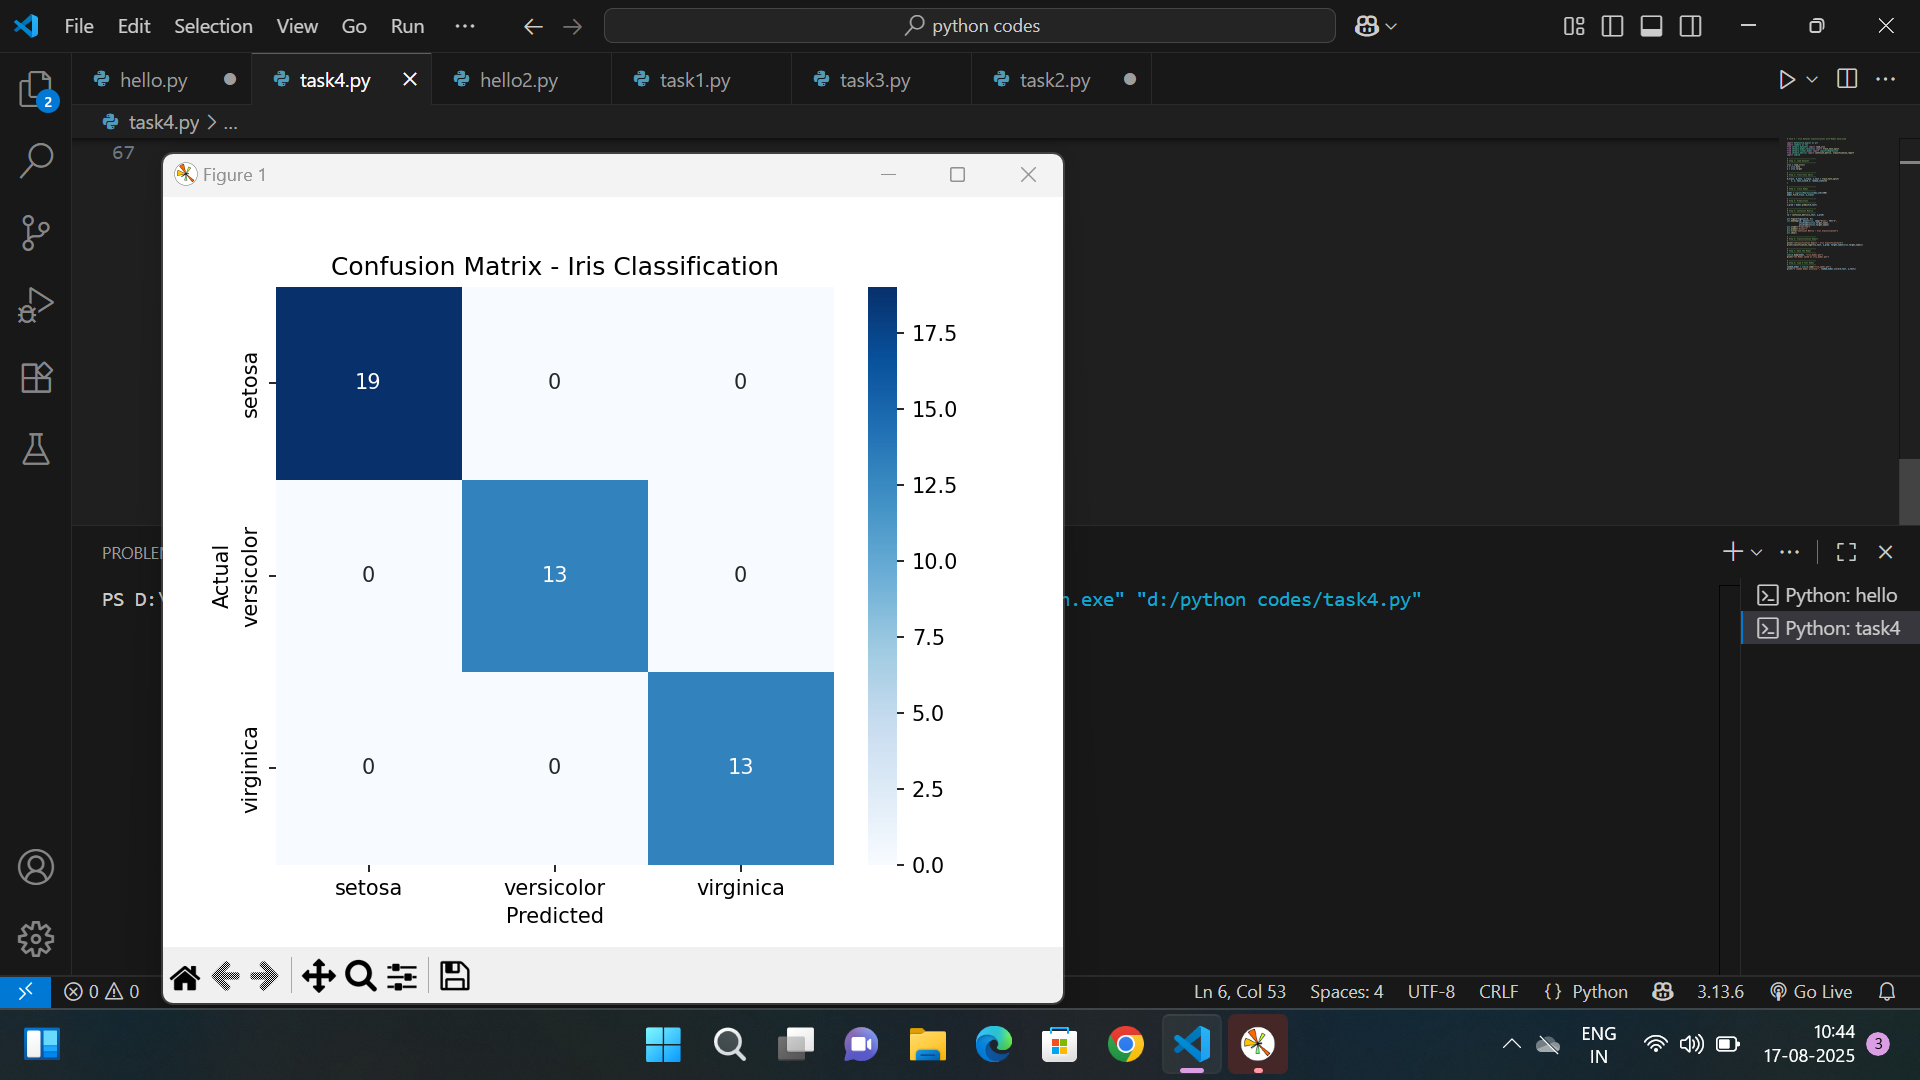 File Edit Selection View Go Run ...
python codes
hello.py task4.py hello2.py task1.py task3.py task2.py
2
task4.py > ...
67
Figure 1
Confusion Matrix - Iris Classification
setosa
19 0 0
Actual
versicolor
0 13 0
virginica
0 0 13
17.5
15.0
12.5
10.0
7.5
5.0
2.5
0.0
setosa versicolor virginica
Predicted
PS D:\
.exe" "d:/python codes/task4.py"
Python: hello
Python: task4
0 0
Ln 6, Col 53 Spaces: 4 UTF-8 CRLF {} Python 3.13.6 Go Live
ENG
IN
10:44
17-08-2025
3